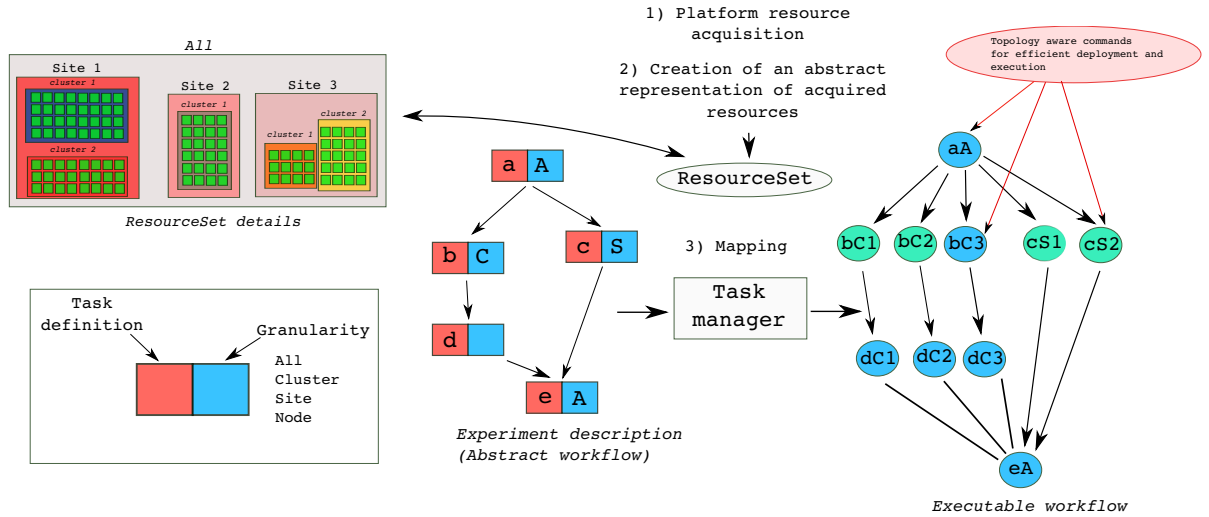 All
Site 1
cluster 1
cluster 2
Site 2
cluster 1
Site 3
cluster 2
cluster 1
ResourceSet details
Task
definition
Granularity
All
Cluster
Site
Node
a A
b C
c S
d
e A
Experiment description
(Abstract workflow)
1) Platform resource
acquisition
2) Creation of an abstract
representation of acquired
resources
ResourceSet
3) Mapping
Task
manager
Topology aware commands
for efficient deployment and
execution
aA
bC1
bC2
bC3
cS1
cS2
dC1
dC2
dC3
eA
Executable workflow